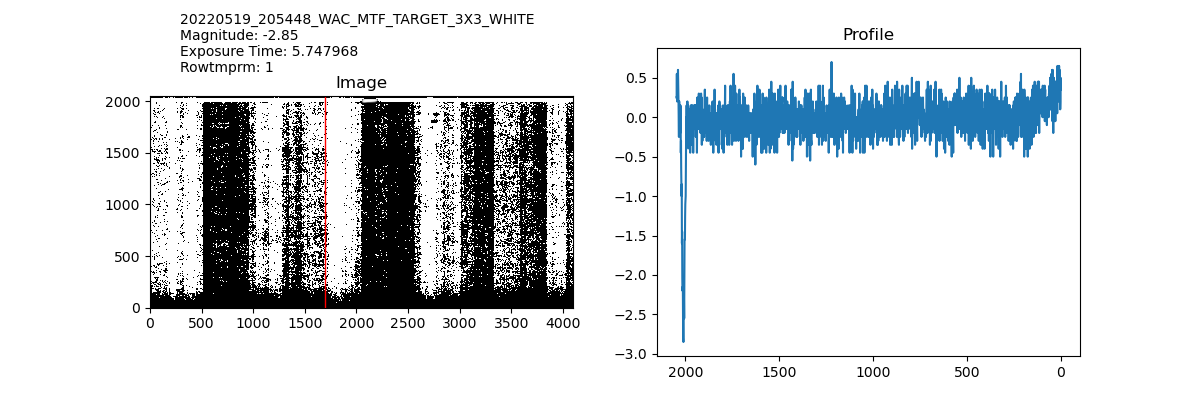 20220519_205448_WAC_MTF_TARGET_3X3_WHITE
Magnitude: -2.85
Exposure Time: 5.747968
Rowtmprm: 1
Image
2000
1500
1000
500
0
0 500 1000 1500 2000 2500 3000 3500 4000
Profile
0.5
0.0
−0.5
−1.0
−1.5
−2.0
−2.5
−3.0
2000 1500 1000 500 0